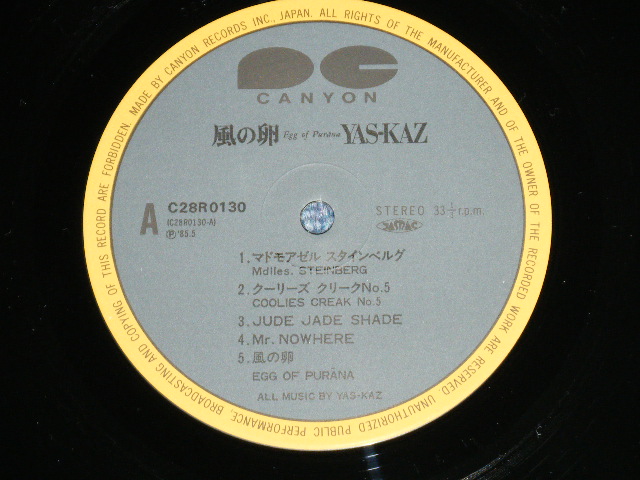 MADE BY CANYON RECORDS INC., JAPAN. ALL RIGHTS OF THE MANUFACTURER AND OF THE OWNER OF THE RECORDED WORK ARE RESERVED. UNAUTHORIZED PUBLIC PERFORMANCE, BROADCASTING AND COPYING OF THIS RECORD ARE FORBIDDEN.
PC
CANYON
風の卵 Egg of Purāna YAS-KAZ
A
C28R0130
(C28R0130-A)
Ⓟ'85.5
STEREO 33⅓r.p.m.
JASRAC
1.マドモアゼル スタインベルグ
Mdlles. STEINBERG
2.クーリーズ クリークNo.5
COOLIES CREAK No.5
3.JUDE JADE SHADE
4.Mr. NOWHERE
5.風の卵
EGG OF PURĀNA
ALL MUSIC BY YAS-KAZ